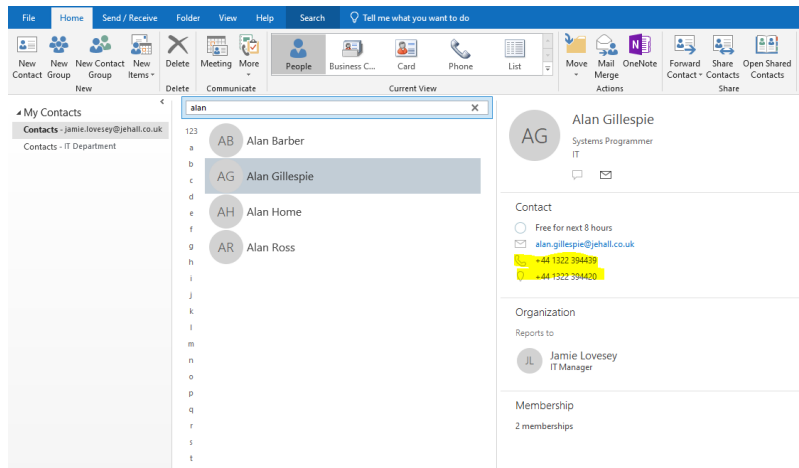 File Home Send / Receive Folder View Help Search Tell me what you want to do
New Contact New Group New Contact Group New Items Delete Meeting More People Business C... Card Phone List Move Mail Merge OneNote Forward Contact Share Contacts Open Shared Contacts
New Delete Communicate Current View Actions Share
My Contacts
Contacts - jamie.lovesey@jehall.co.uk
Contacts - IT Department
alan
123
a
b
c
d
e
f
g
h
i
j
k
l
m
n
o
p
q
r
s
t
AB Alan Barber
AG Alan Gillespie
AH Alan Home
AR Alan Ross
AG
Alan Gillespie
Systems Programmer
IT
Contact
Free for next 8 hours
alan.gillespie@jehall.co.uk
+44 1322 394439
+44 1322 394420
Organization
Reports to
JL
Jamie Lovesey
IT Manager
Membership
2 memberships